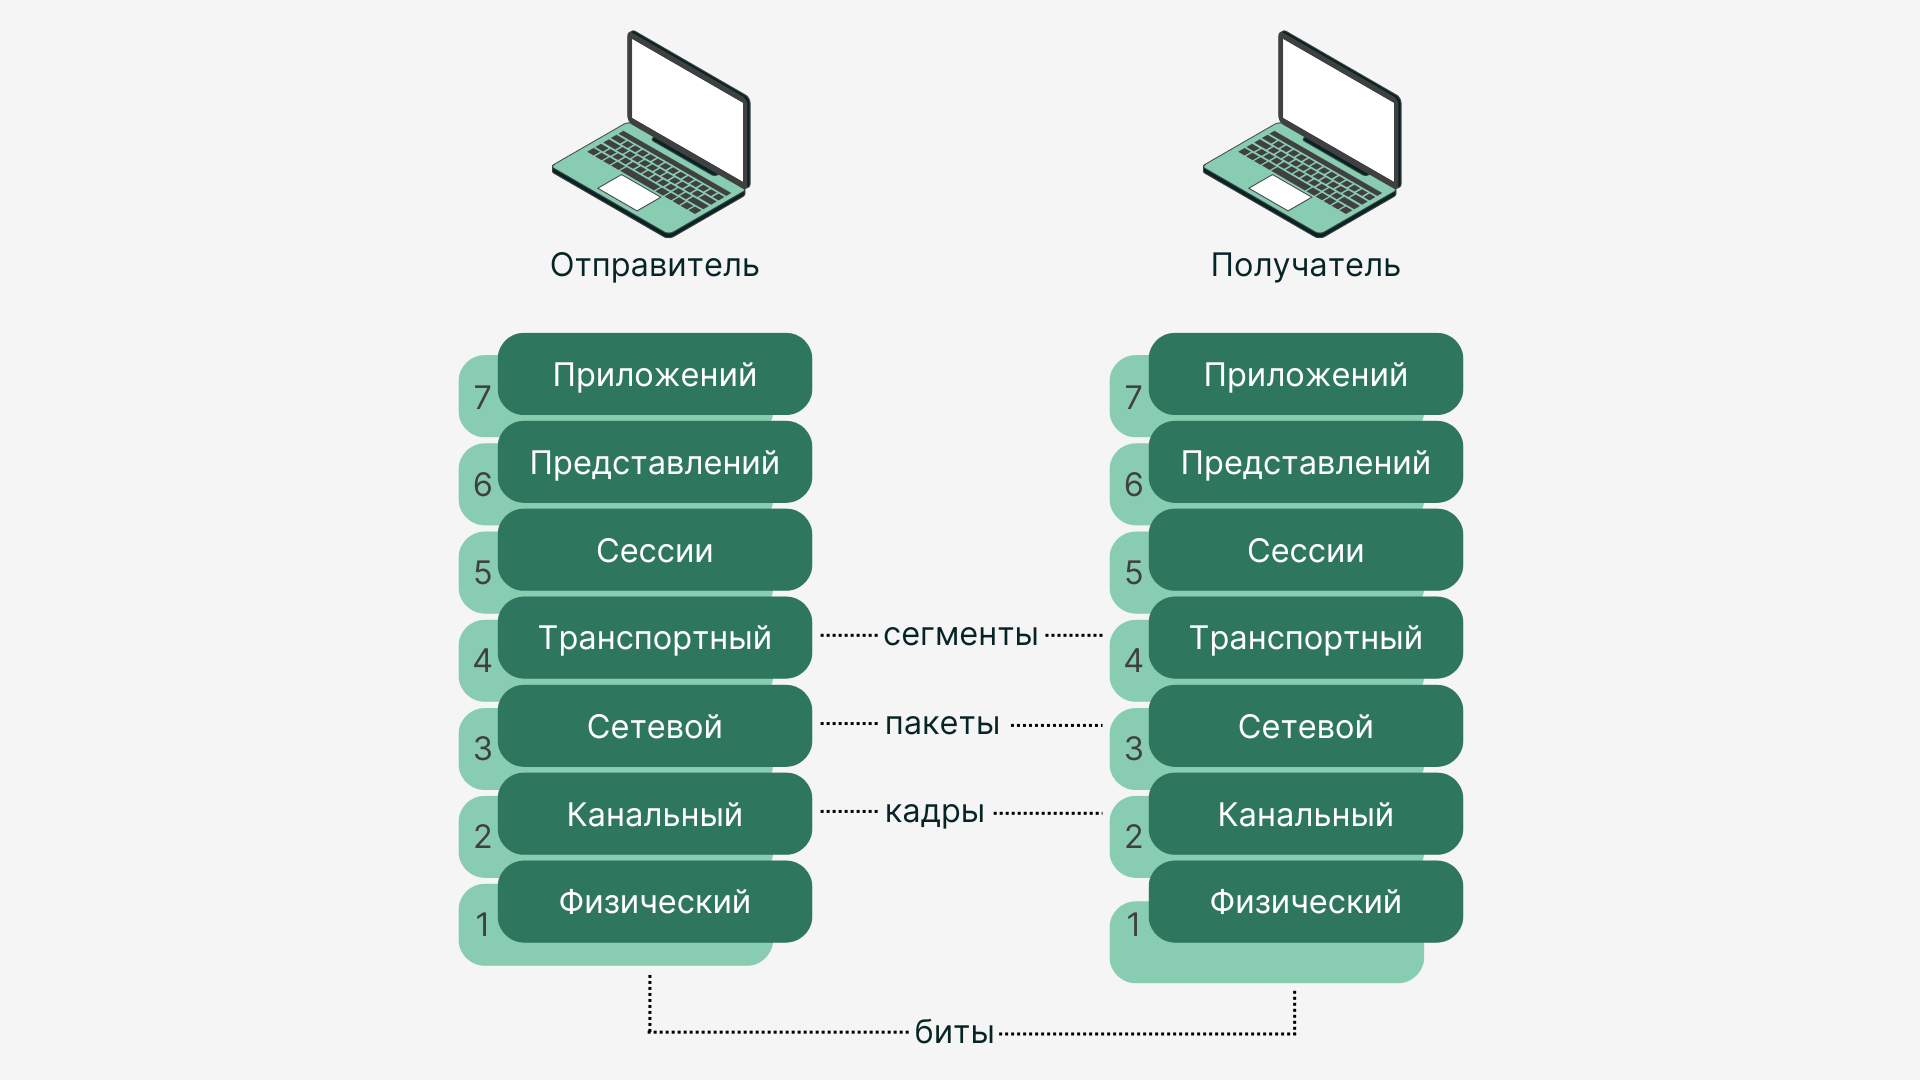 Отправитель
Получатель
7 Приложений
7 Приложений
6 Представлений
6 Представлений
5 Сессии
5 Сессии
4 Транспортный
сегменты
4 Транспортный
3 Сетевой
пакеты
3 Сетевой
2 Канальный
кадры
2 Канальный
1 Физический
1 Физический
биты